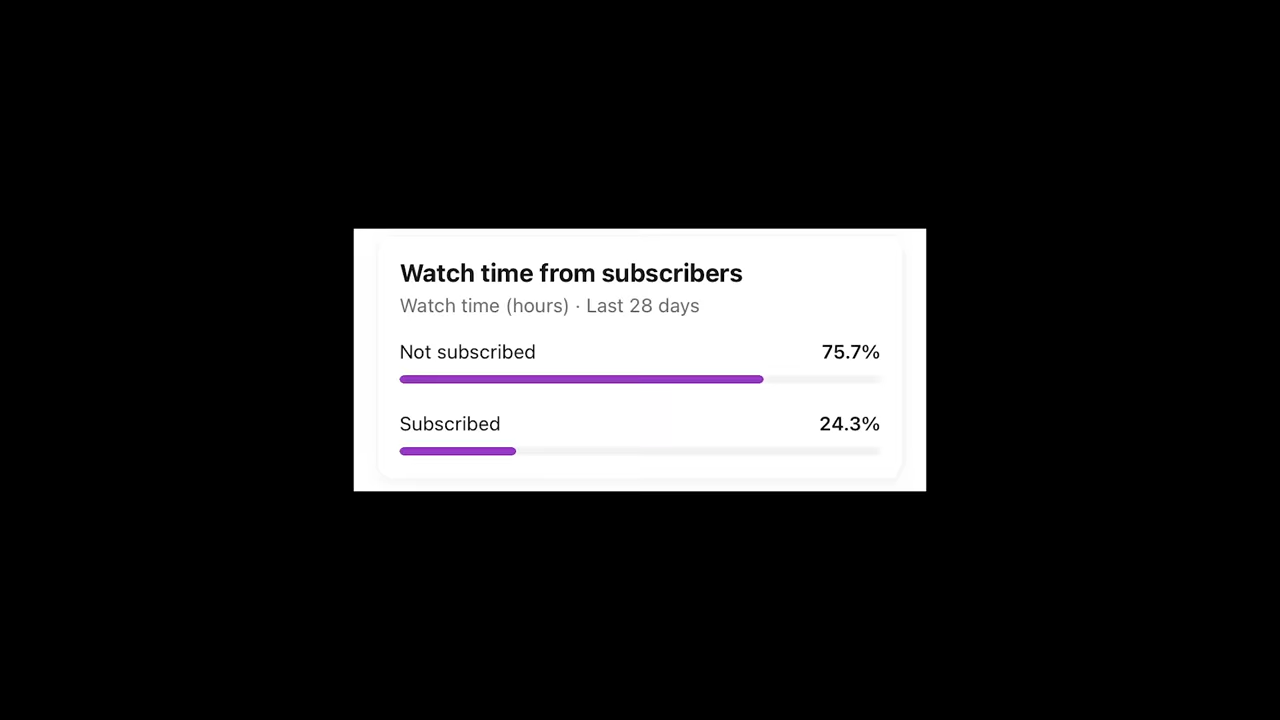 Watch time from subscribers
Watch time (hours) · Last 28 days
Not subscribed 75.7%
Subscribed 24.3%